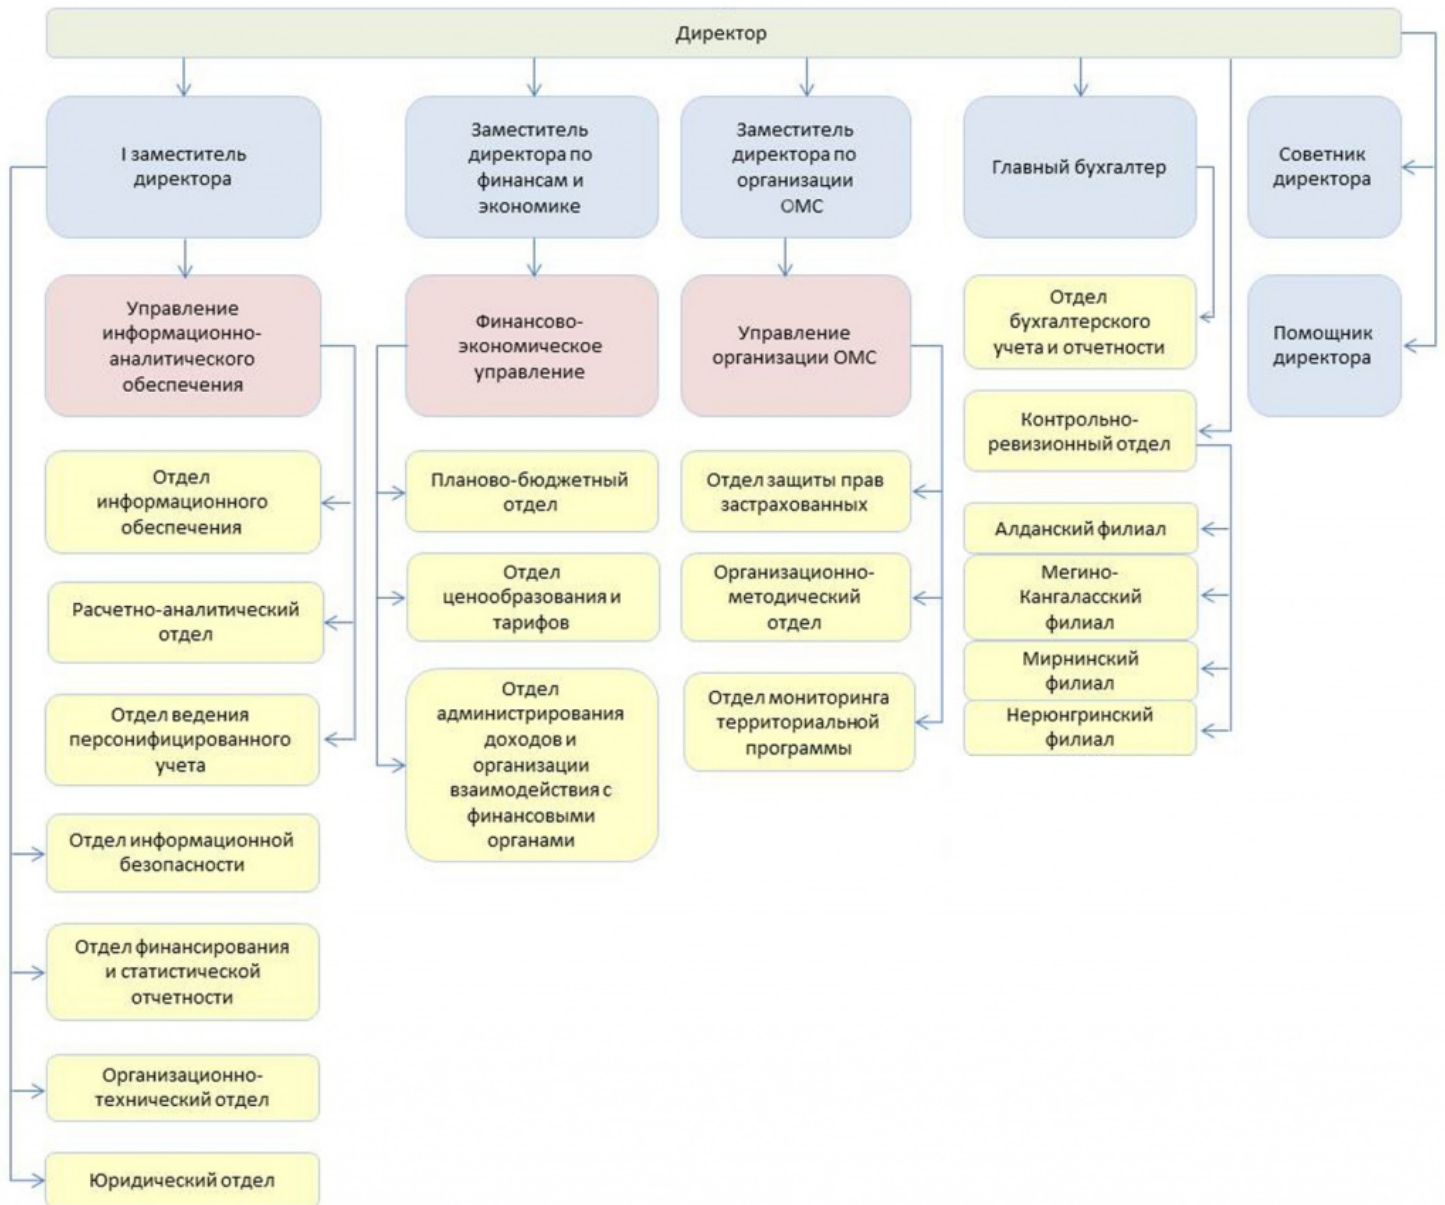 Директор
I заместитель
директора
Заместитель
директора по
финансам и
экономике
Заместитель
директора по
организации
ОМС
Главный бухгалтер
Советник
директора
Управление
информационно-
аналитического
обеспечения
Финансово-
экономическое
управление
Управление
организации ОМС
Отдел
бухгалтерского
учета и отчетности
Помощник
директора
Контрольно-
ревизионный отдел
Отдел
информационного
обеспечения
Планово-бюджетный
отдел
Отдел защиты прав
застрахованных
Алданский филиал
Расчетно-аналитический
отдел
Отдел
ценообразования и
тарифов
Организационно-
методический
отдел
Мегино-
Кангаласский
филиал
Мирнинский
филиал
Отдел ведения
персонифицированного
учета
Отдел
администрирования
доходов и
организации
взаимодействия с
финансовыми
органами
Отдел мониторинга
территориальной
программы
Нерюнгринский
филиал
Отдел информационной
безопасности
Отдел финансирования
и статистической
отчетности
Организационно-
технический отдел
Юридический отдел